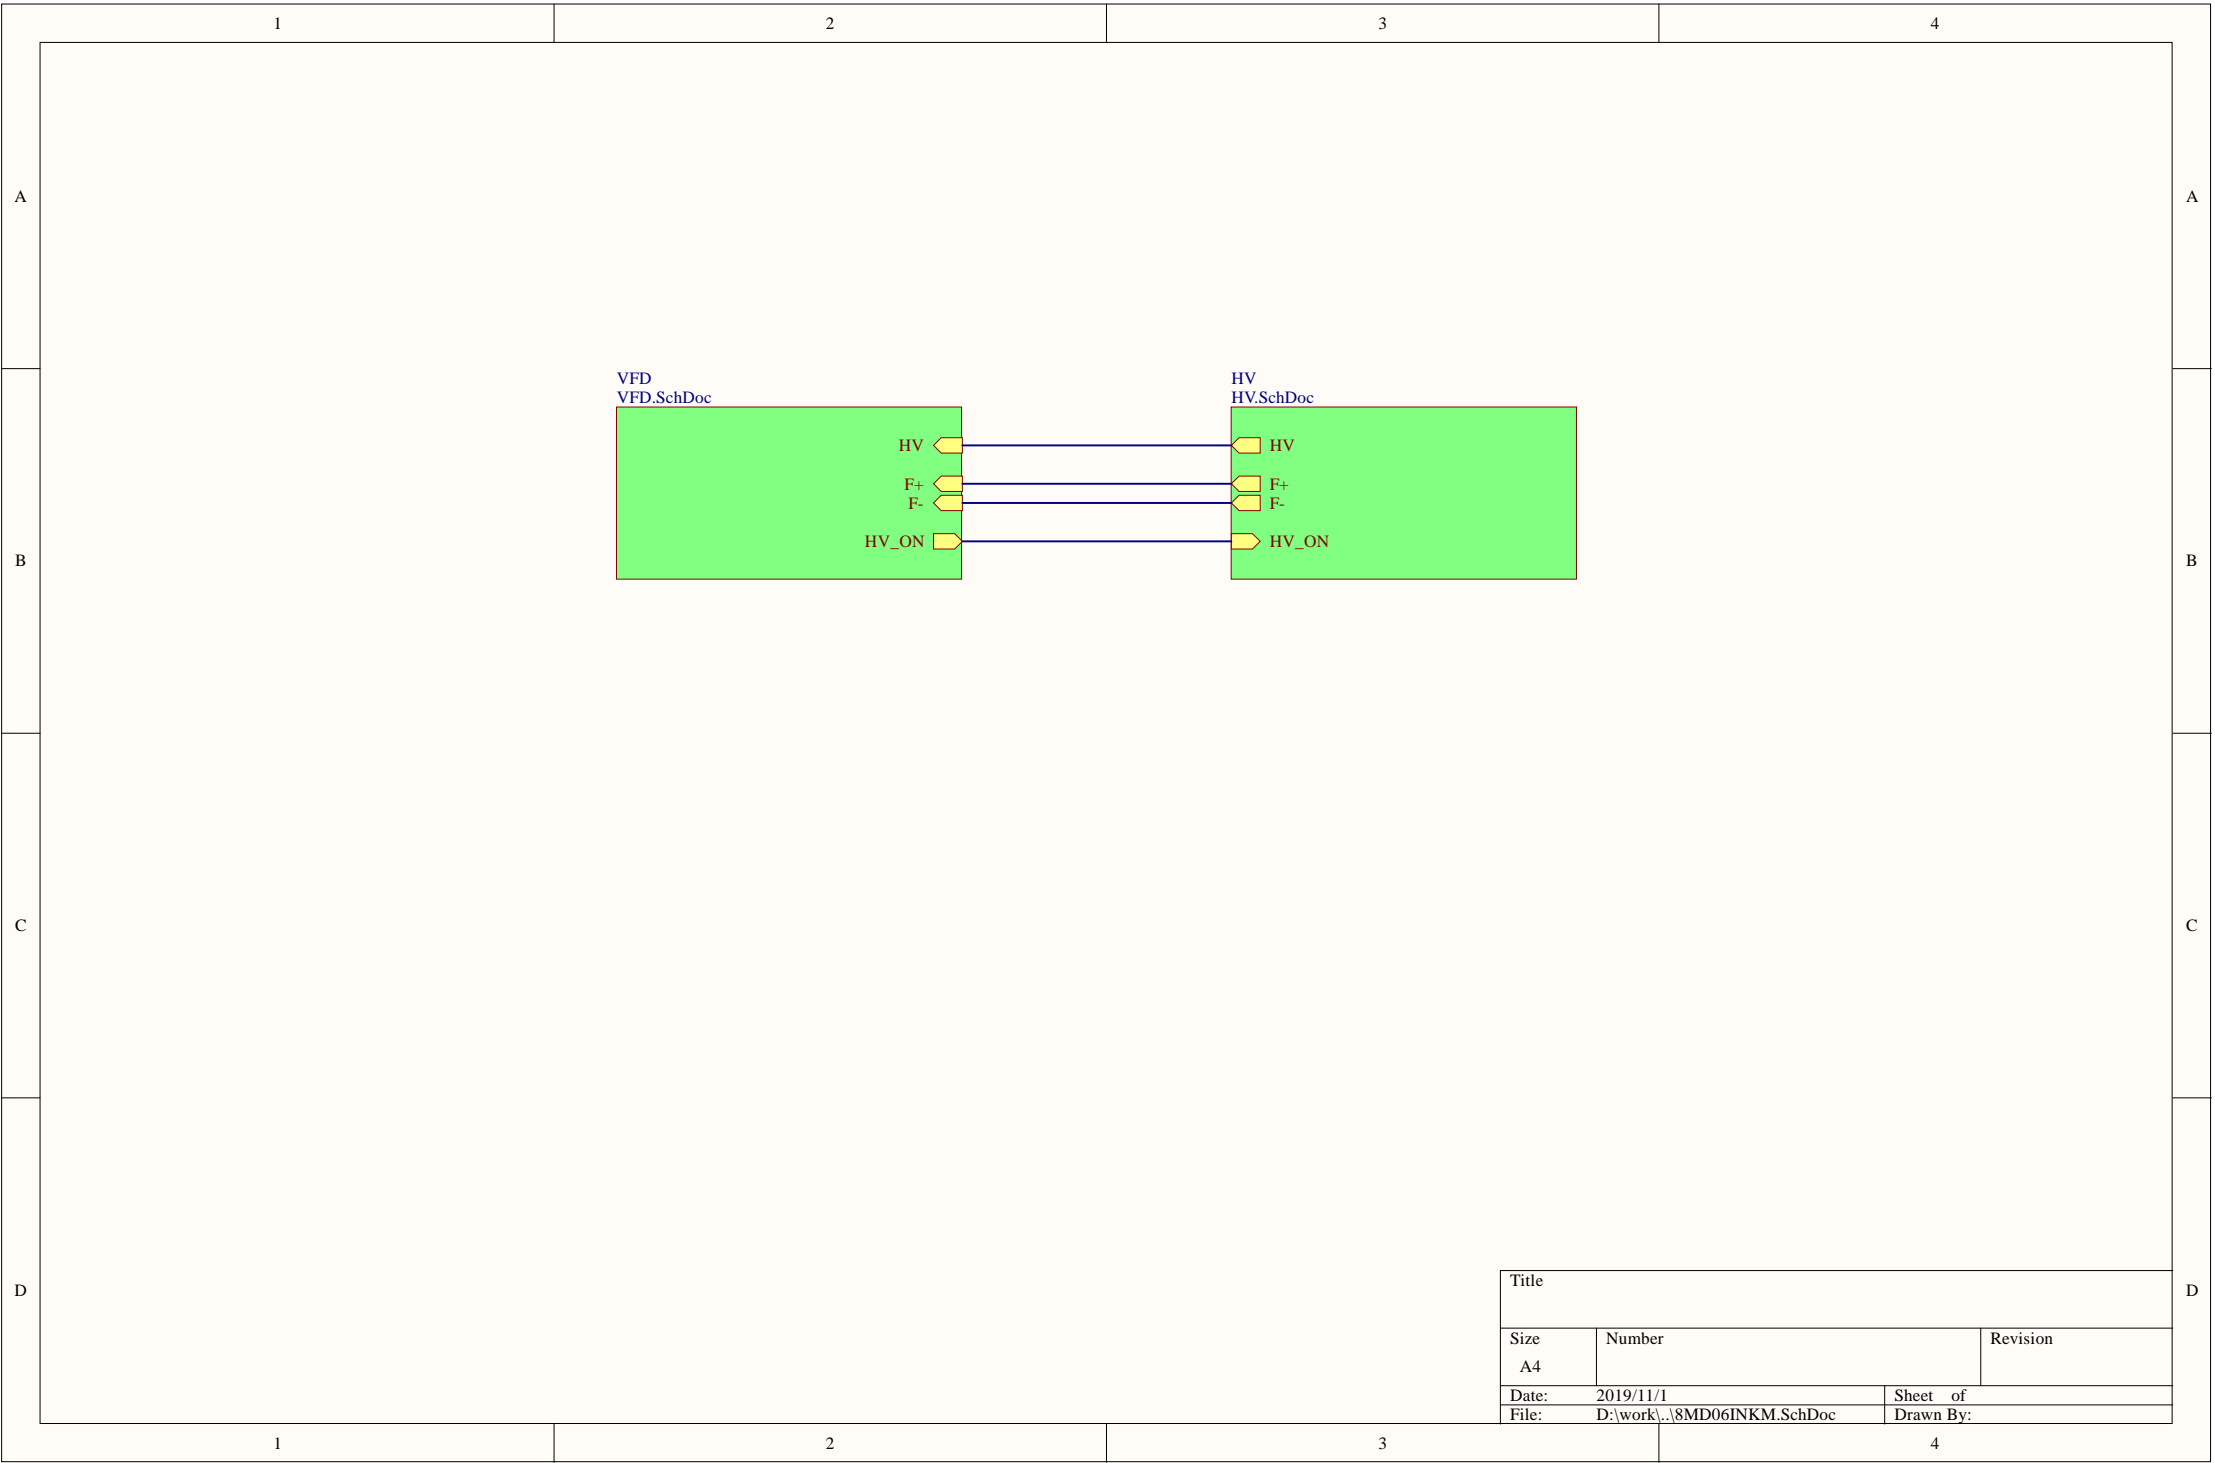 1 2 3 4
A A
VFD HV
VFD.SchDoc HV.SchDoc
HV HV
F+ F+
F- F-
HV_ON HV_ON
B B
C C
Title
D D
Size Number Revision
A4
Date: 2019/11/1 Sheet of
File: D:\work\..\8MD06INKM.SchDoc Drawn By:
1 2 3 4